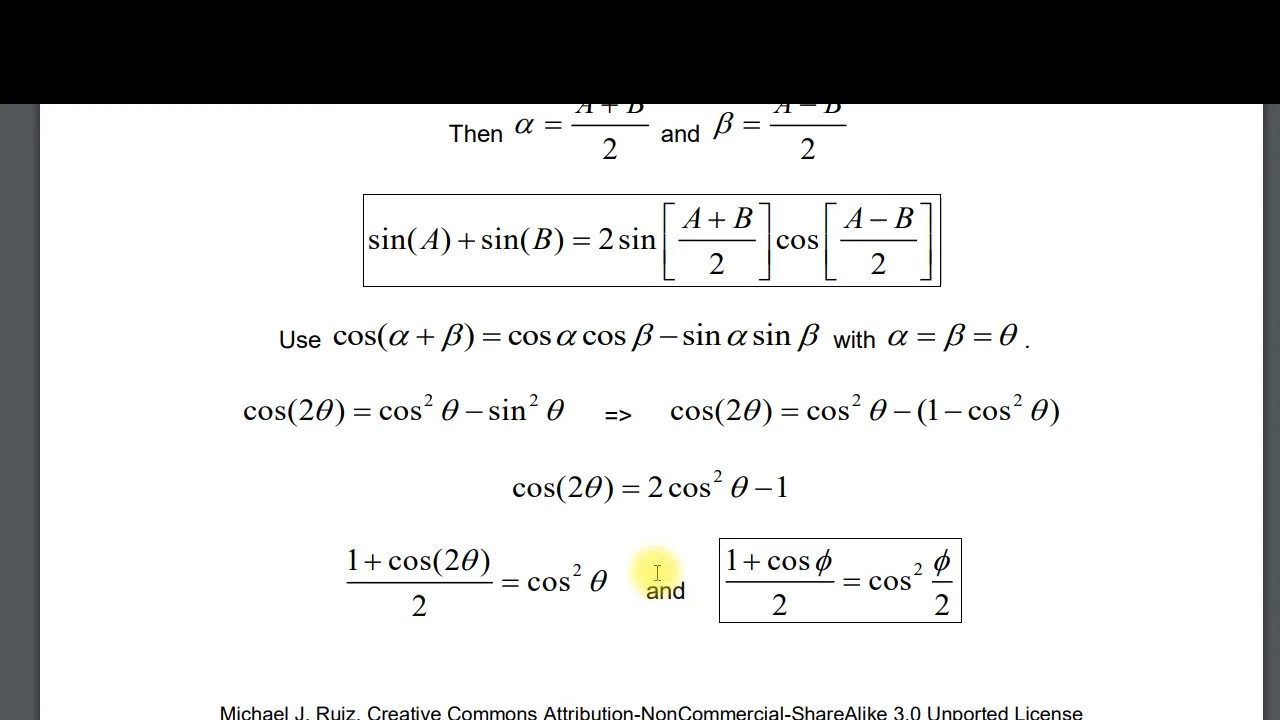 Then α = A + B / 2 and β = A − B / 2
sin(A) + sin(B) = 2 sin[A + B / 2] cos[A − B / 2]
Use cos(α + β) = cos α cos β − sin α sin β with α = β = θ .
cos(2θ) = cos² θ − sin² θ => cos(2θ) = cos² θ − (1 − cos² θ)
cos(2θ) = 2 cos² θ − 1
1 + cos(2θ) / 2 = cos² θ and 1 + cos ϕ / 2 = cos² ϕ / 2
Michael J. Ruiz, Creative Commons Attribution-NonCommercial-ShareAlike 3.0 Unported License